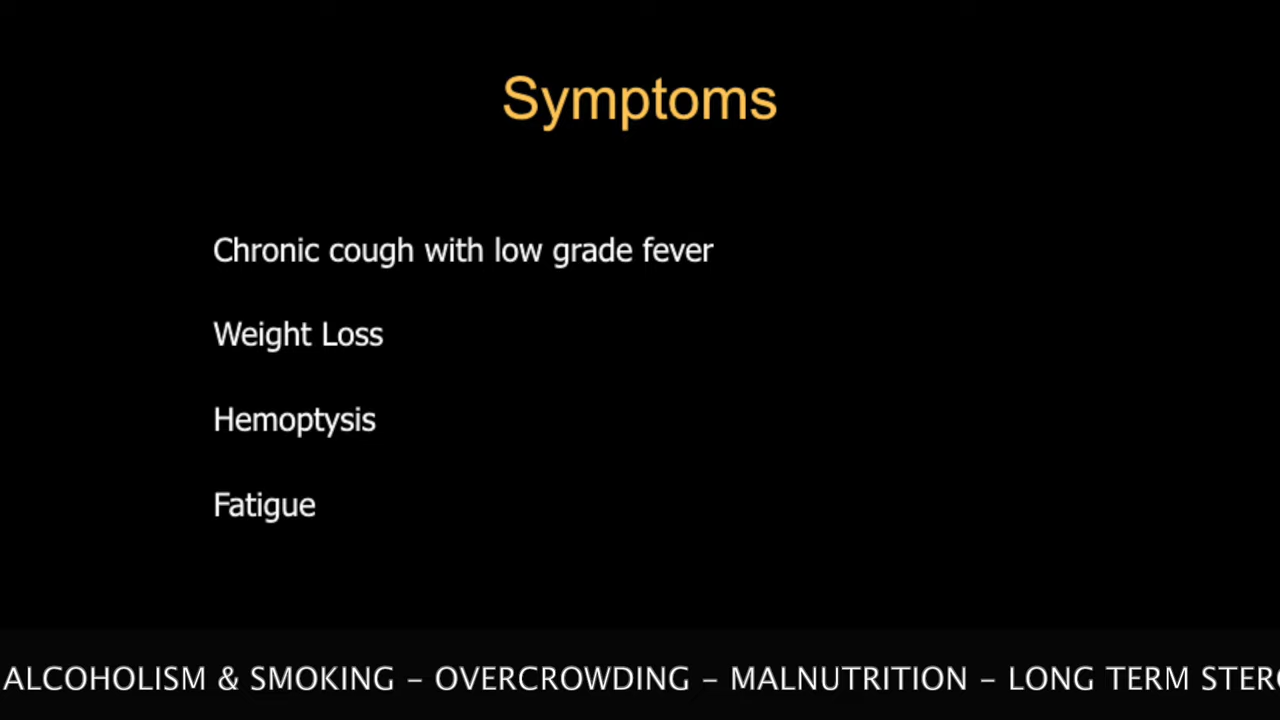 Symptoms
Chronic cough with low grade fever
Weight Loss
Hemoptysis
Fatigue
ALCOHOLISM & SMOKING – OVERCROWDING – MALNUTRITION – LONG TERM